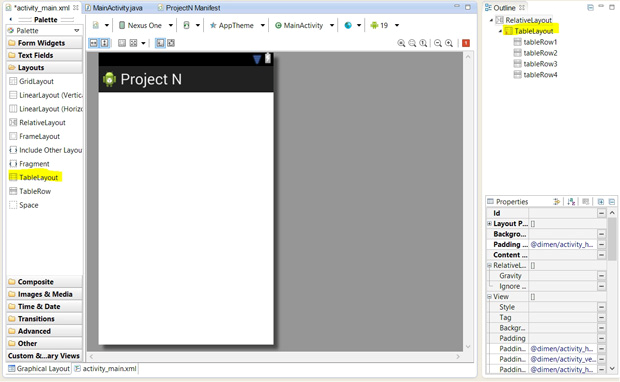 *activity_main.xml
MainActivity.java
ProjectN Manifest
Palette
Palette
Form Widgets
Text Fields
Layouts
GridLayout
LinearLayout (Vertic
LinearLayout (Horizo
RelativeLayout
FrameLayout
Include Other Layou
Fragment
TableLayout
TableRow
Space
Composite
Images & Media
Time & Date
Transitions
Advanced
Other
Custom &...ary Views
Graphical Layout
activity_main.xml
Nexus One
AppTheme
MainActivity
19
1
Project N
Outline
RelativeLayout
TableLayout
tableRow1
tableRow2
tableRow3
tableRow4
Properties
Id
Layout P... []
Backgro...
Padding @dimen/activity_h...
Content ...
RelativeL... []
Gravity
Ignore ...
View []
Style
Tag
Backgr...
Padding
Paddin... @dimen/activity_h...
Paddin... @dimen/activity_ve...
Paddin... @dimen/activity_h...